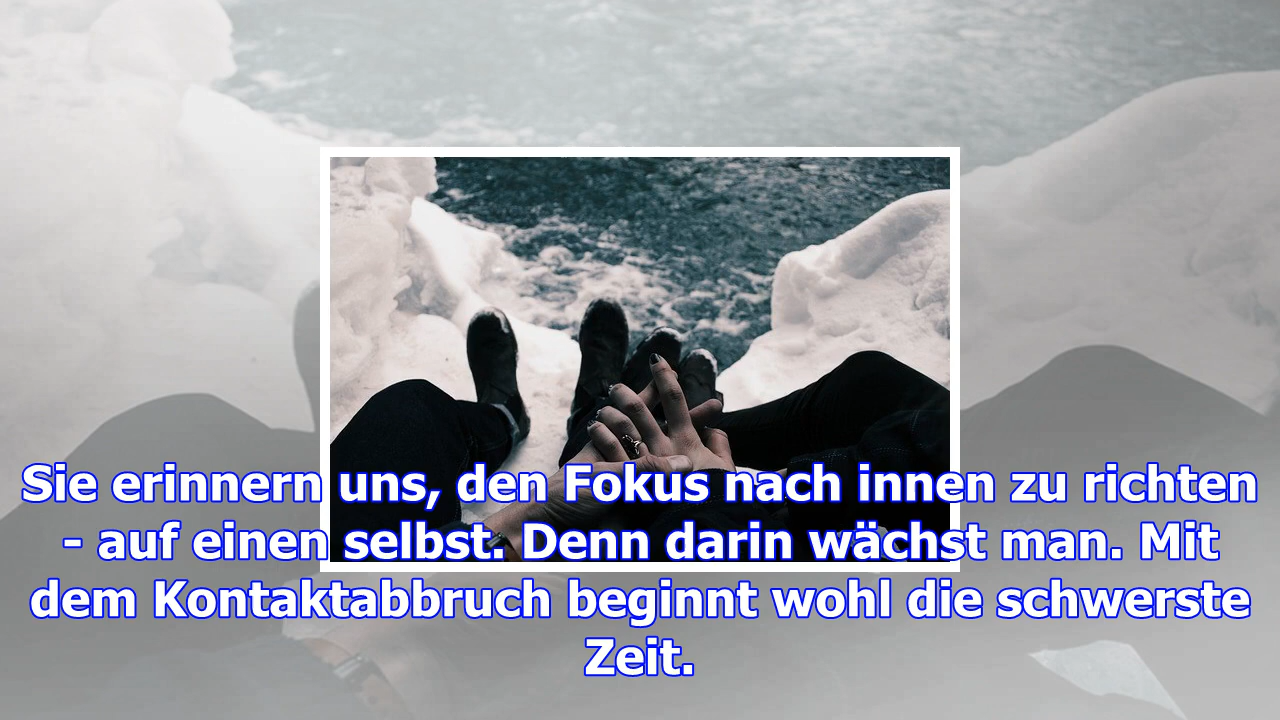 Sie erinnern uns, den Fokus nach innen zu richten
- auf einen selbst. Denn darin wächst man. Mit
dem Kontaktabbruch beginnt wohl die schwerste
Zeit.